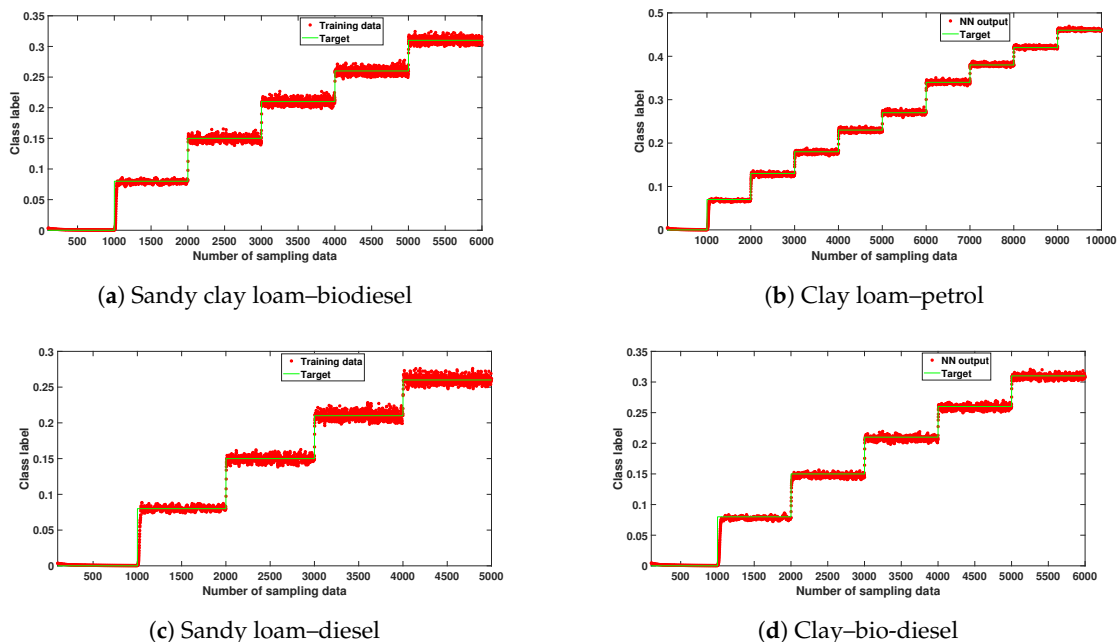 0.35
0.3
0.25
0.2
0.15
0.1
0.05
0
Class label
Training data
Target
500 1000 1500 2000 2500 3000 3500 4000 4500 5000 5500 6000
Number of sampling data
(a) Sandy clay loam–biodiesel
0.5
0.4
0.3
0.2
0.1
0
Class label
NN output
Target
1000 2000 3000 4000 5000 6000 7000 8000 9000 10000
Number of sampling data
(b) Clay loam–petrol
0.3
0.25
0.2
0.15
0.1
0.05
0
Class label
Training data
Target
500 1000 1500 2000 2500 3000 3500 4000 4500 5000
Number of sampling data
(c) Sandy loam–diesel
0.35
0.3
0.25
0.2
0.15
0.1
0.05
0
Class label
NN output
Target
500 1000 1500 2000 2500 3000 3500 4000 4500 5000 5500 6000
Number of sampling data
(d) Clay–bio-diesel